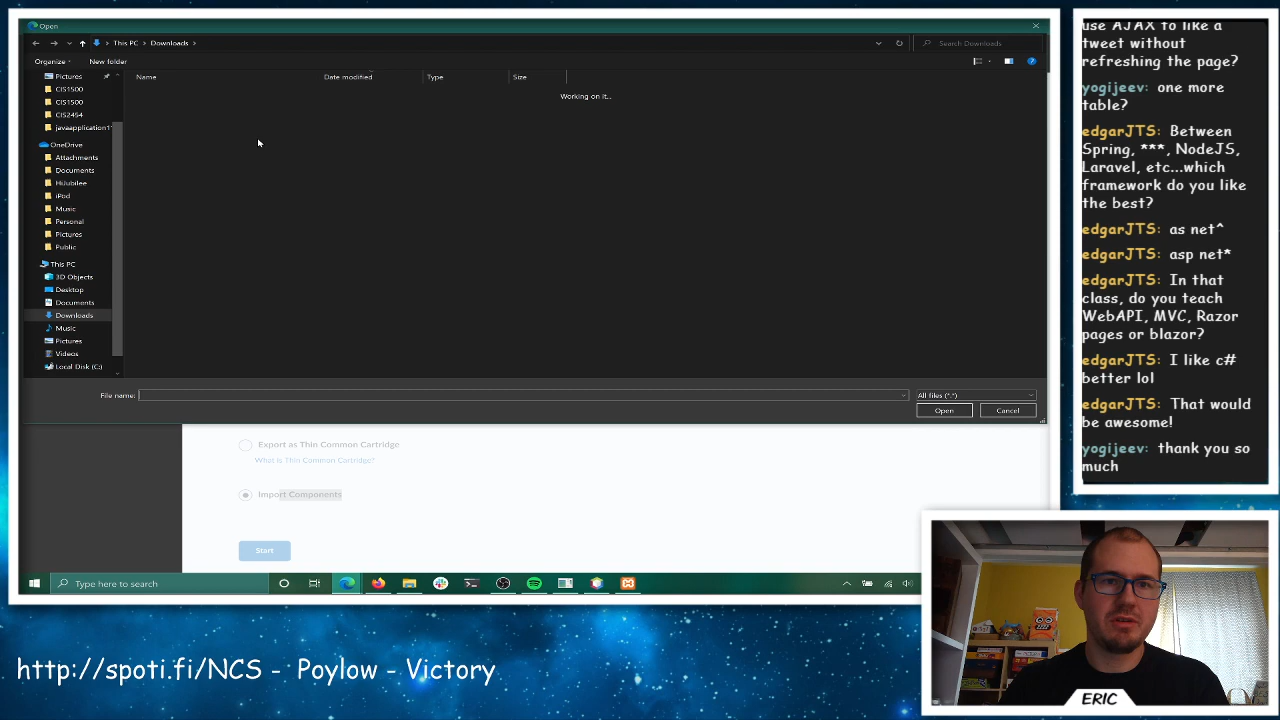 Open
This PC
Downloads
Search Downloads
Organize
New folder
Name
Date modified
Type
Size
Working on it...
Pictures
CIS1500
CIS1500
CIS2454
javaapplication1
OneDrive
Attachments
Documents
HiJubilee
iPod
Music
Personal
Pictures
Public
This PC
3D Objects
Desktop
Documents
Downloads
Music
Pictures
Videos
Local Disk (C:)
File name:
All files (*.*)
Open
Cancel
Export as Thin Common Cartridge
What is Thin Common Cartridge?
Import Components
Start
Type here to search
use AJAX to like a
tweet without
refreshing the page?
yogijeev: one more
table?
edgarJTS: Between
Spring, ***, NodeJS,
Laravel, etc...which
framework do you like
the best?
edgarJTS: as net^
edgarJTS: asp net*
edgarJTS: In that
class, do you teach
WebAPI, MVC, Razor
pages or blazor?
edgarJTS: I like c#
better lol
edgarJTS: That would
be awesome!
yogijeev: thank you so
much
ERIC
http://spoti.fi/NCS - Poylow - Victory